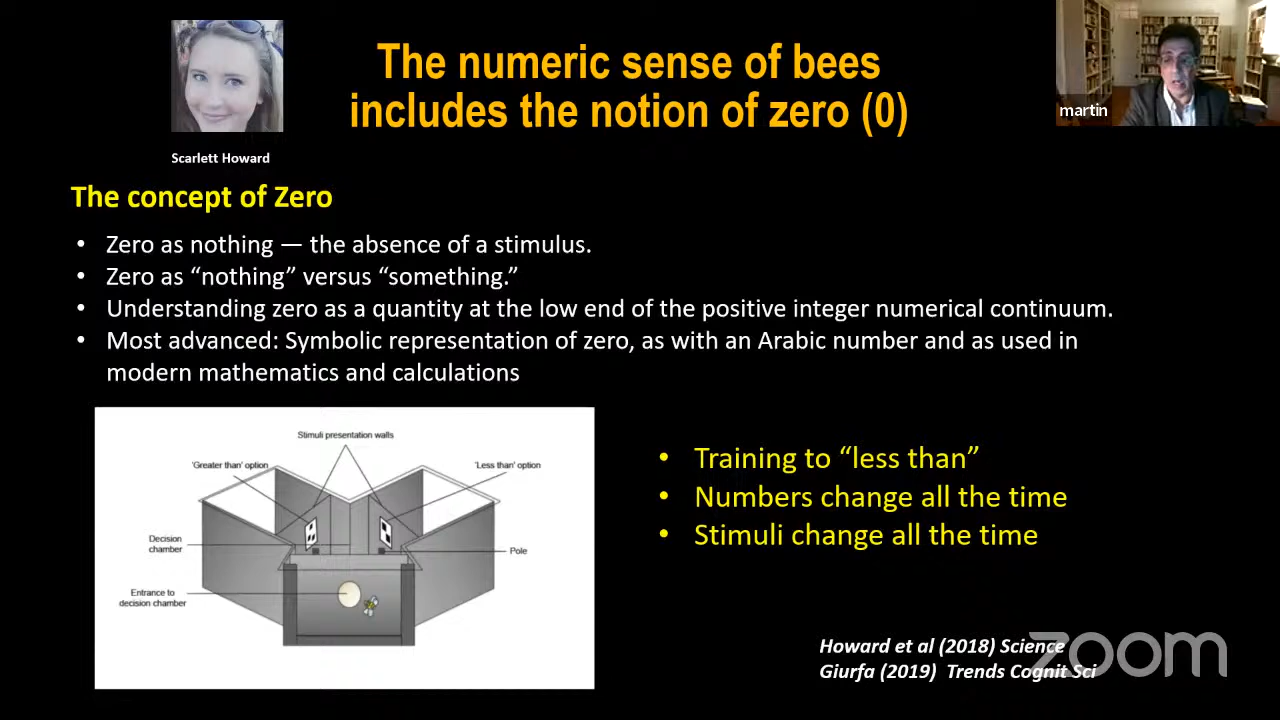 The numeric sense of bees
includes the notion of zero (0)
martin
Scarlett Howard
The concept of Zero
• Zero as nothing — the absence of a stimulus.
• Zero as “nothing” versus “something.”
• Understanding zero as a quantity at the low end of the positive integer numerical continuum.
• Most advanced: Symbolic representation of zero, as with an Arabic number and as used in
modern mathematics and calculations
Stimuli presentation walls
'Greater than' option
'Less than' option
Decision
chamber
Pole
Entrance to
decision chamber
• Training to “less than”
• Numbers change all the time
• Stimuli change all the time
Howard et al (2018) Science
Giurfa (2019) Trends Cognit Sci
zoom